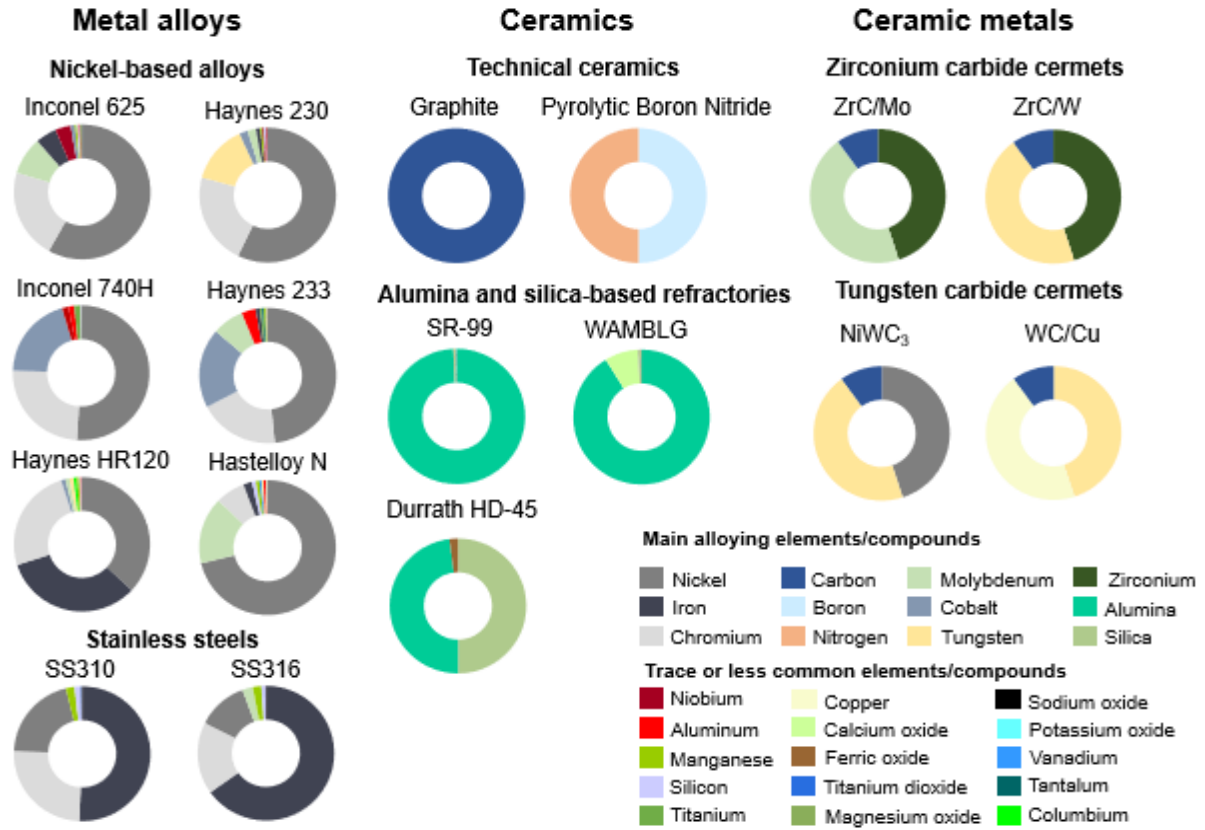 Metal alloys
Ceramics
Ceramic metals
Nickel-based alloys
Technical ceramics
Zirconium carbide cermets
Inconel 625
Haynes 230
Graphite
Pyrolytic Boron Nitride
ZrC/Mo
ZrC/W
Inconel 740H
Haynes 233
Alumina and silica-based refractories
Tungsten carbide cermets
SR-99
WAMBLG
NiWC₃
WC/Cu
Haynes HR120
Hastelloy N
Durrath HD-45
Stainless steels
SS310
SS316
Main alloying elements/compounds
Nickel
Carbon
Molybdenum
Zirconium
Iron
Boron
Cobalt
Alumina
Chromium
Nitrogen
Tungsten
Silica
Trace or less common elements/compounds
Niobium
Copper
Sodium oxide
Aluminum
Calcium oxide
Potassium oxide
Manganese
Ferric oxide
Vanadium
Silicon
Titanium dioxide
Tantalum
Titanium
Magnesium oxide
Columbium